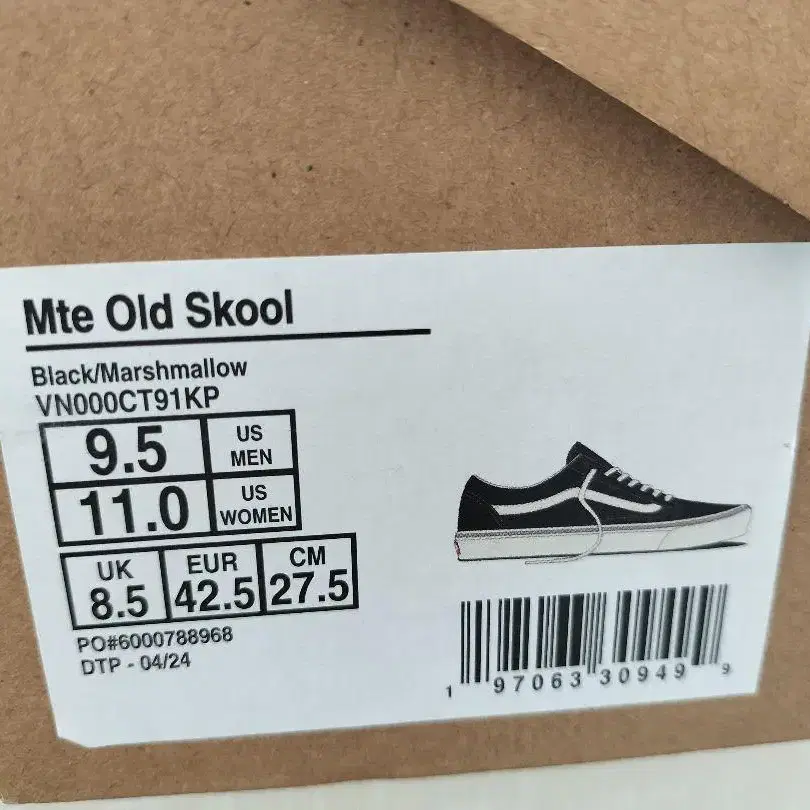 Mte Old Skool
Black/Marshmallow
VN000CT91KP
9.5 US MEN
11.0 US WOMEN
UK 8.5 EUR 42.5 CM 27.5
PO#6000788968
DTP - 04/24
1 97063 30949 9